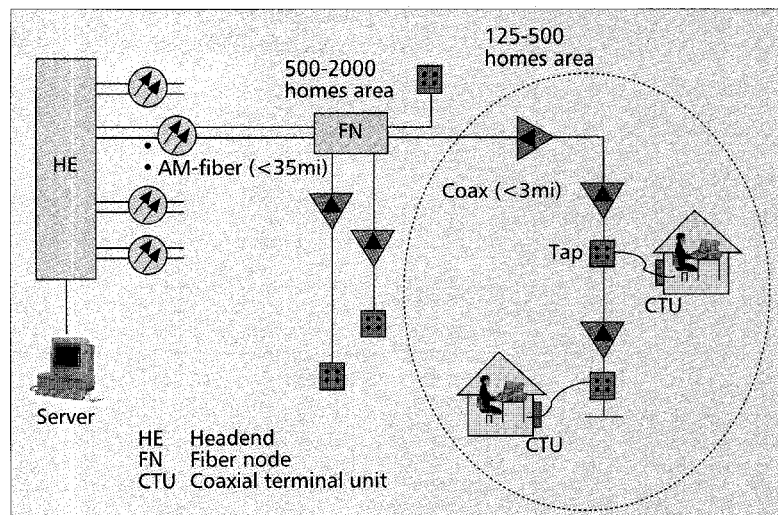 500-2000
homes area
125-500
homes area
HE
FN
• AM-fiber (<35mi)
Coax (<3mi)
Tap
CTU
CTU
Server
HE Headend
FN Fiber node
CTU Coaxial terminal unit